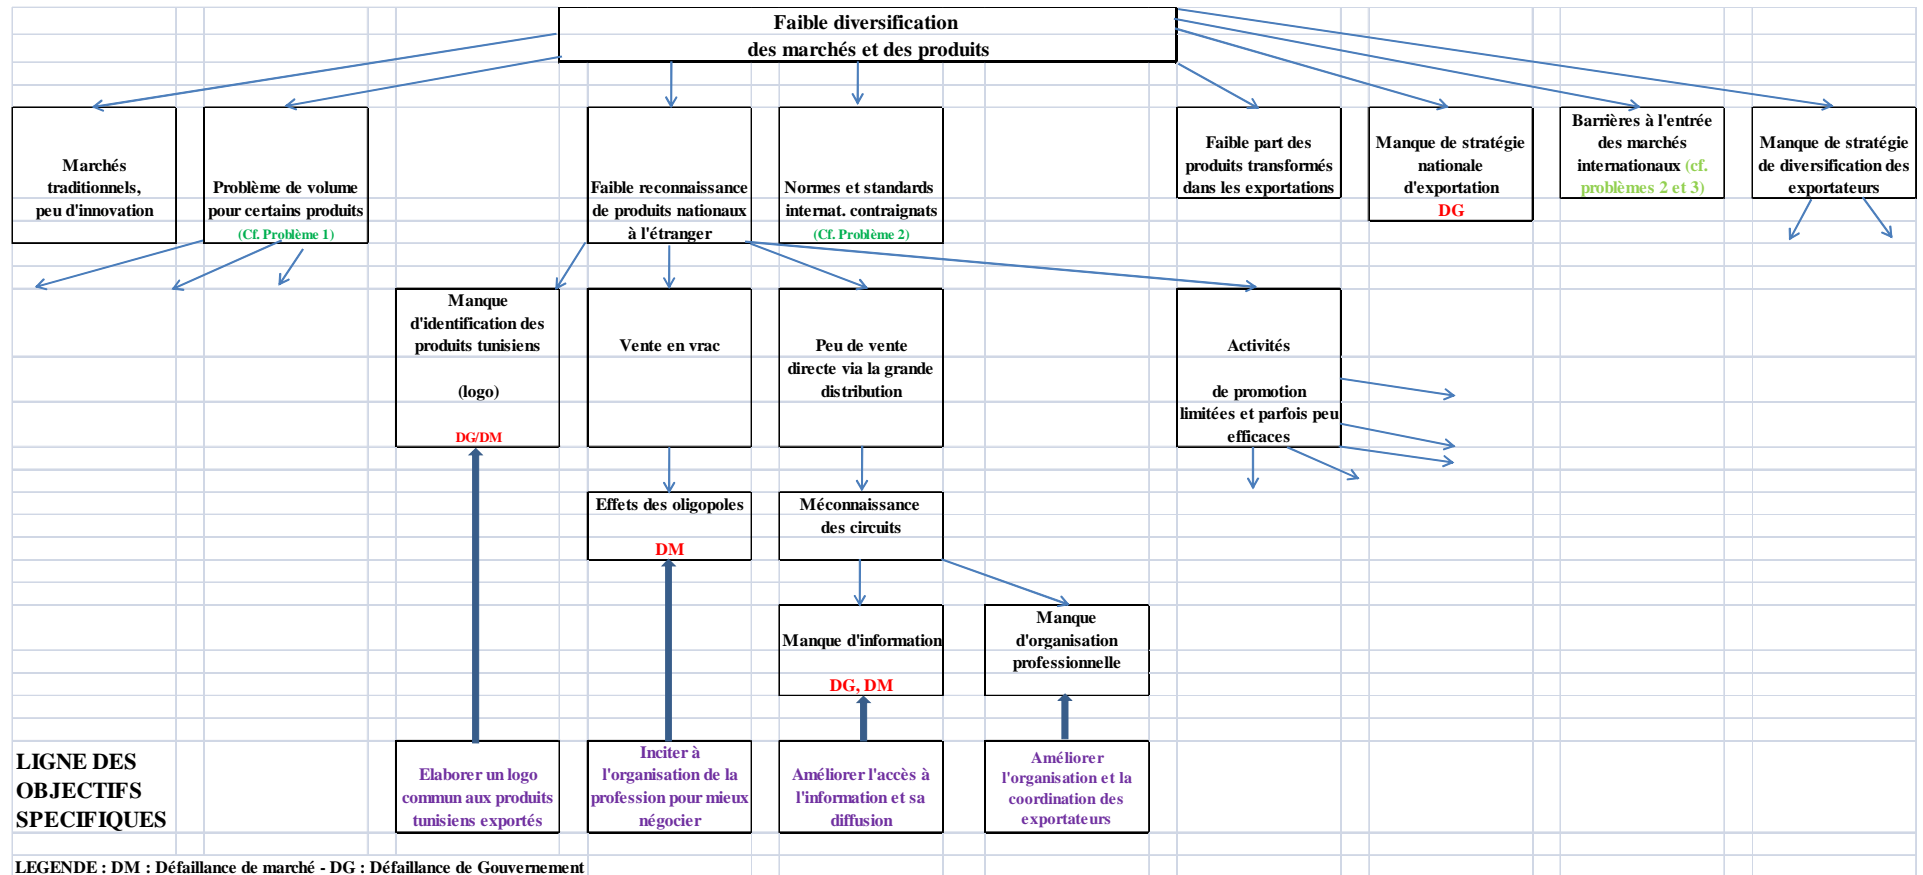 Faible diversification
des marchés et des produits
Marchés
traditionnels,
peu d'innovation
Problème de volume
pour certains produits
(Cf. Problème 1)
Faible reconnaissance
de produits nationaux
à l'étranger
Normes et standards
internat. contraignats
(Cf. Problème 2)
Faible part des
produits transformés
dans les exportations
Manque de stratégie
nationale
d'exportation
DG
Barrières à l'entrée
des marchés
internationaux (cf.
problèmes 2 et 3)
Manque de stratégie
de diversification des
exportateurs
Manque
d'identification des
produits tunisiens
(logo)
DG/DM
Vente en vrac
Peu de vente
directe via la grande
distribution
Activités
de promotion
limitées et parfois peu
efficaces
Effets des oligopoles
DM
Méconnaissance
des circuits
Manque d'information
DG, DM
Manque
d'organisation
professionnelle
LIGNE DES
OBJECTIFS
SPECIFIQUES
Elaborer un logo
commun aux produits
tunisiens exportés
Inciter à
l'organisation de la
profession pour mieux
négocier
Améliorer l'accès à
l'information et sa
diffusion
Améliorer
l'organisation et la
coordination des
exportateurs
LEGENDE : DM : Défaillance de marché - DG : Défaillance de Gouvernement